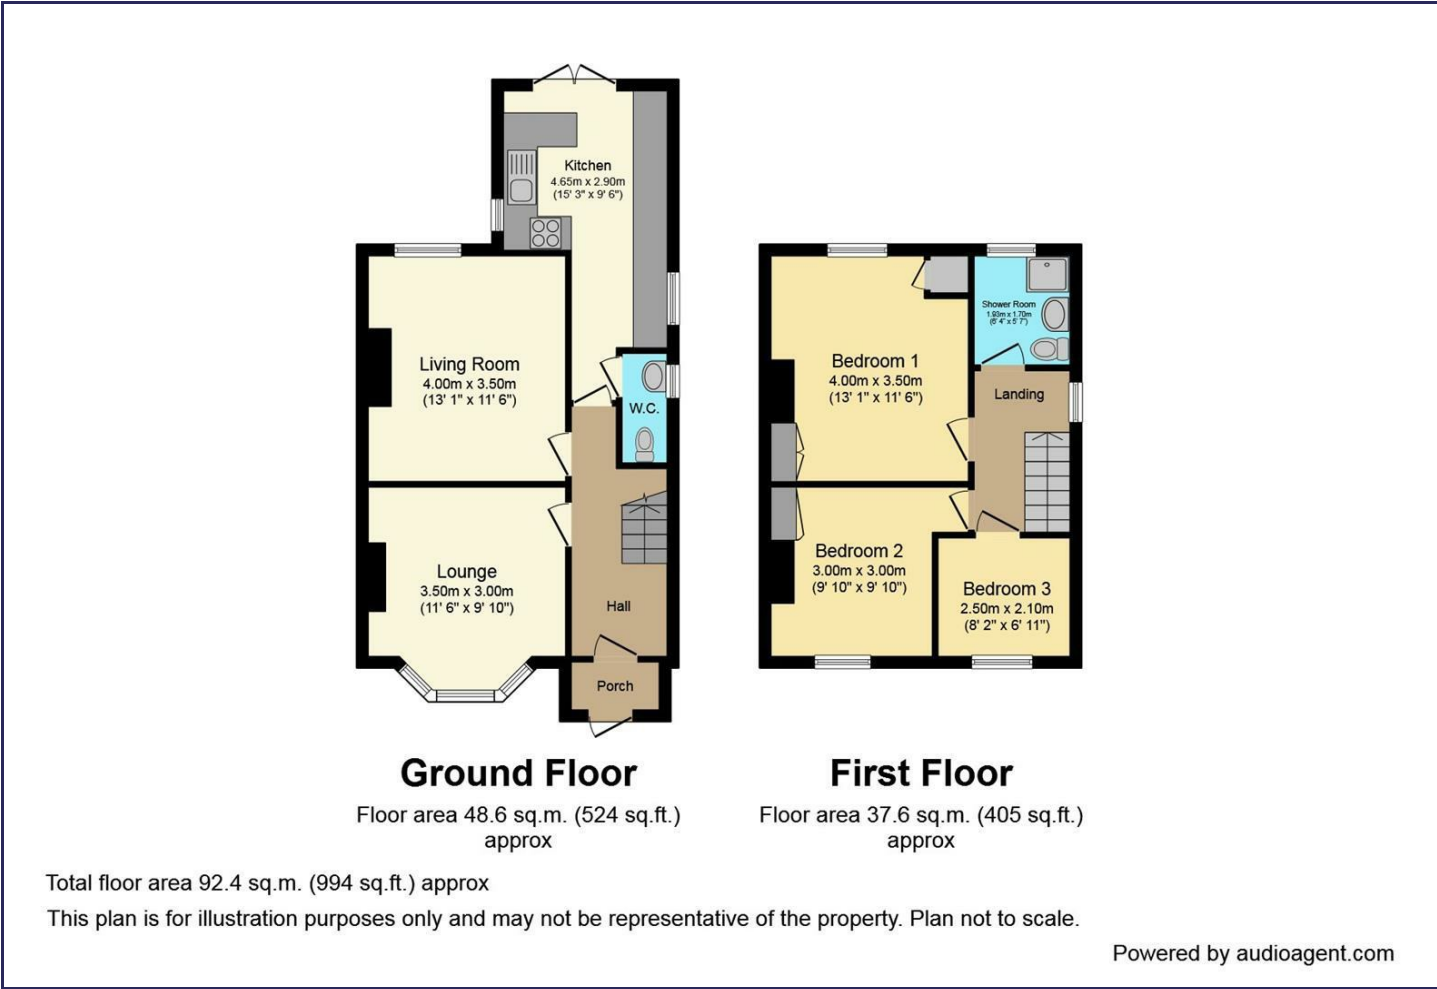 Kitchen
4.65m x 2.90m
(15' 3" x 9' 6")
Living Room
4.00m x 3.50m
(13' 1" x 11' 6")
W.C.
Lounge
3.50m x 3.00m
(11' 6" x 9' 10")
Hall
Porch
Shower Room
1.93m x 1.70m
(6' 4" x 5' 7")
Bedroom 1
4.00m x 3.50m
(13' 1" x 11' 6")
Landing
Bedroom 2
3.00m x 3.00m
(9' 10" x 9' 10")
Bedroom 3
2.50m x 2.10m
(8' 2" x 6' 11")
Ground Floor
Floor area 48.6 sq.m. (524 sq.ft.)
approx
First Floor
Floor area 37.6 sq.m. (405 sq.ft.)
approx
Total floor area 92.4 sq.m. (994 sq.ft.) approx
This plan is for illustration purposes only and may not be representative of the property. Plan not to scale.
Powered by audioagent.com